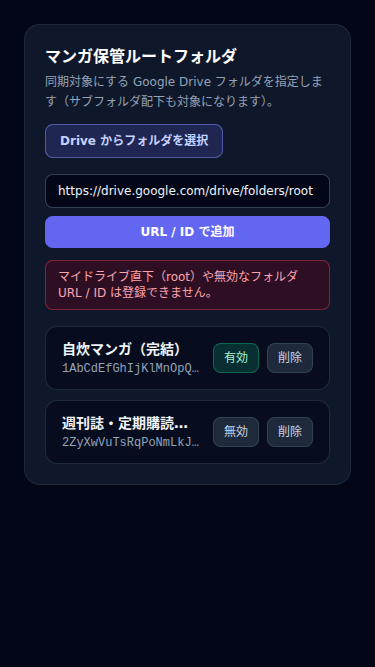 マンガ保管ルートフォルダ
同期対象にする Google Drive フォルダを指定しま
す（サブフォルダ配下も対象になります）。
Drive からフォルダを選択
https://drive.google.com/drive/folders/root
URL / ID で追加
マイドライブ直下（root）や無効なフォルダ
URL / ID は登録できません。
自炊マンガ（完結）
1AbCdEfGhIjKlMnOpQ…
有効
削除
週刊誌・定期購読…
2ZyXwVuTsRqPoNmLkJ…
無効
削除